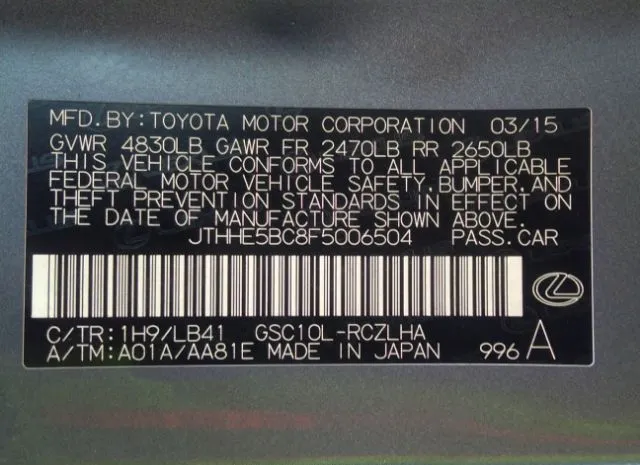 MFD.BY:TOYOTA MOTOR CORPORATION 03/15
GVWR 4830LB GAWR FR 2470LB RR 2650LB
THIS VEHICLE CONFORMS TO ALL APPLICABLE
FEDERAL MOTOR VEHICLE SAFETY,BUMPER,AND
THEFT PREVENTION STANDARDS IN EFFECT ON
THE DATE OF MANUFACTURE SHOWN ABOVE.
JTHHE5BC8F5006504 PASS.CAR
C/TR:1H9/LB41 GSC10L-RCZLHA
A/TM:A01A/AA81E MADE IN JAPAN 996 A